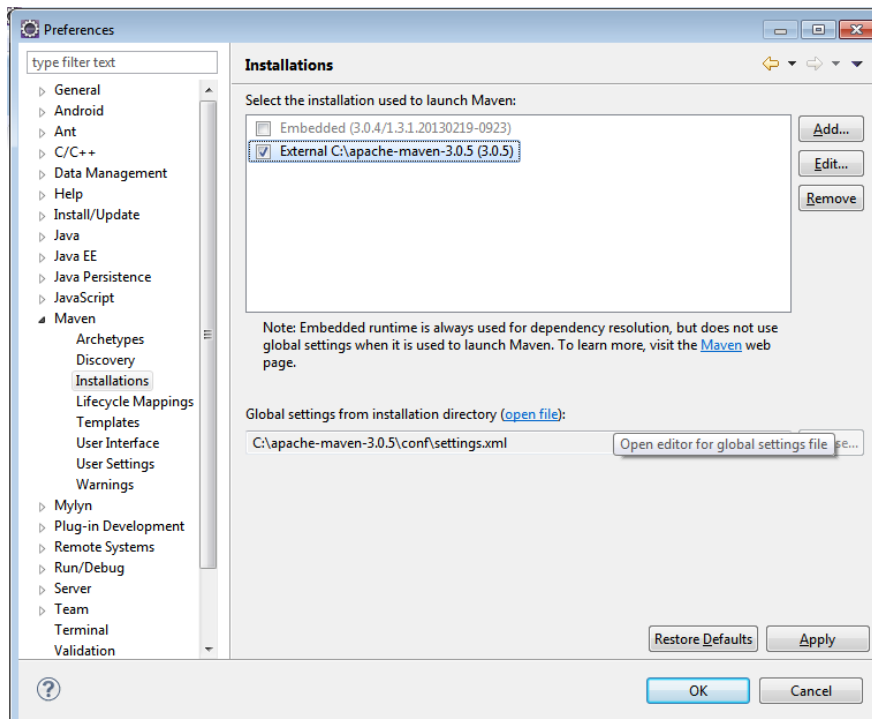 Preferences
type filter text
General
Android
Ant
C/C++
Data Management
Help
Install/Update
Java
Java EE
Java Persistence
JavaScript
Maven
Archetypes
Discovery
Installations
Lifecycle Mappings
Templates
User Interface
User Settings
Warnings
Mylyn
Plug-in Development
Remote Systems
Run/Debug
Server
Team
Terminal
Validation
Installations
Select the installation used to launch Maven:
Embedded (3.0.4/1.3.1.20130219-0923)
External C:\apache-maven-3.0.5 (3.0.5)
Add...
Edit...
Remove
Note: Embedded runtime is always used for dependency resolution, but does not use
global settings when it is used to launch Maven. To learn more, visit the Maven web
page.
Global settings from installation directory (open file):
C:\apache-maven-3.0.5\conf\settings.xml
Open editor for global settings file
se...
Restore Defaults
Apply
OK
Cancel